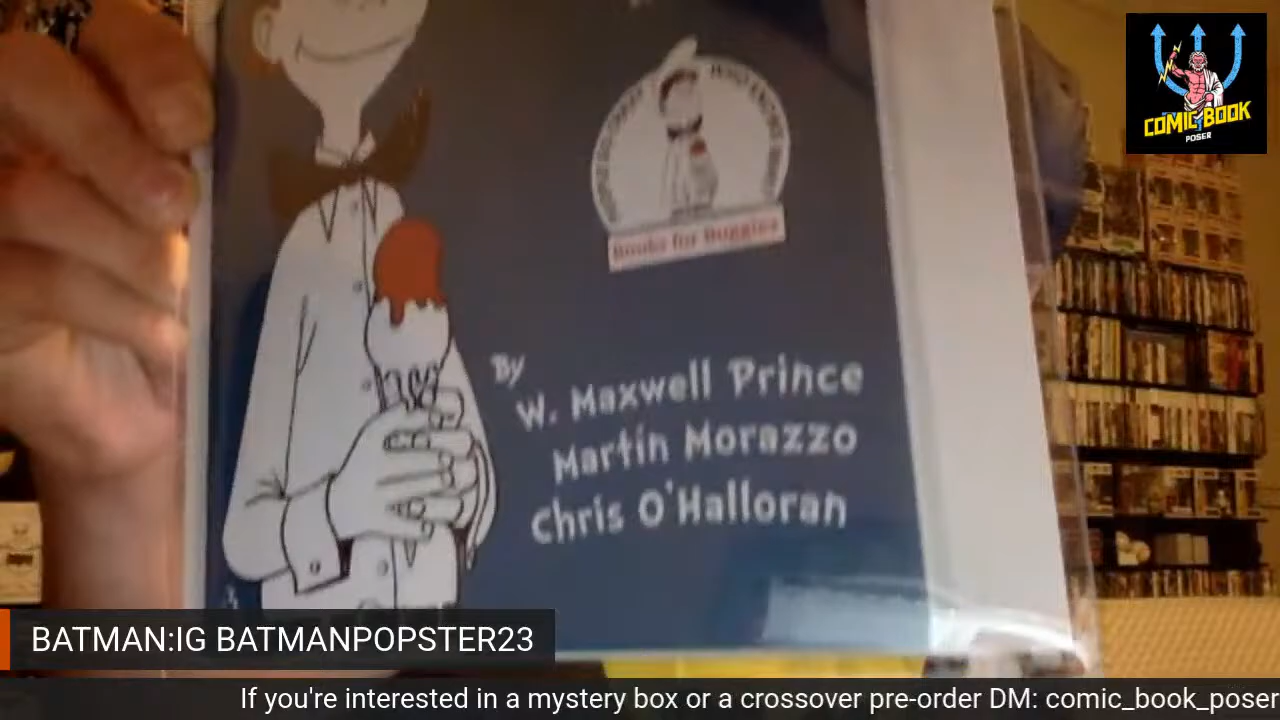 COMIC BOOK
POSER
Books for Buggies
By
W. Maxwell Prince
Martín Morazzo
Chris O'Halloran
BATMAN:IG BATMANPOPSTER23
If you're interested in a mystery box or a crossover pre-order DM: comic_book_poser